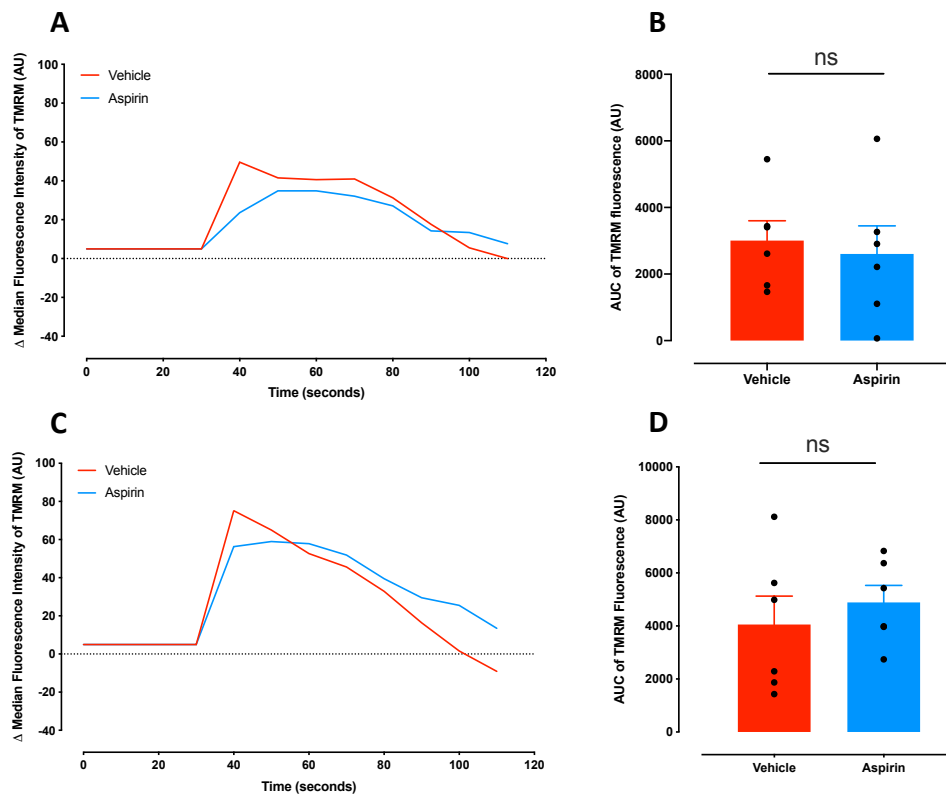 A
Δ Median Fluorescence Intensity of TMRM (AU)
100
80
60
40
20
0
-20
-40
Vehicle
Aspirin
0 20 40 60 80 100 120
Time (seconds)
B
ns
AUC of TMRM fluorescence (AU)
8000
6000
4000
2000
0
Vehicle Aspirin
C
Δ Median Fluorescence Intensity of TMRM (AU)
100
80
60
40
20
0
-20
-40
Vehicle
Aspirin
0 20 40 60 80 100 120
Time (seconds)
D
ns
AUC of TMRM Fluorescence (AU)
10000
8000
6000
4000
2000
0
Vehicle Aspirin